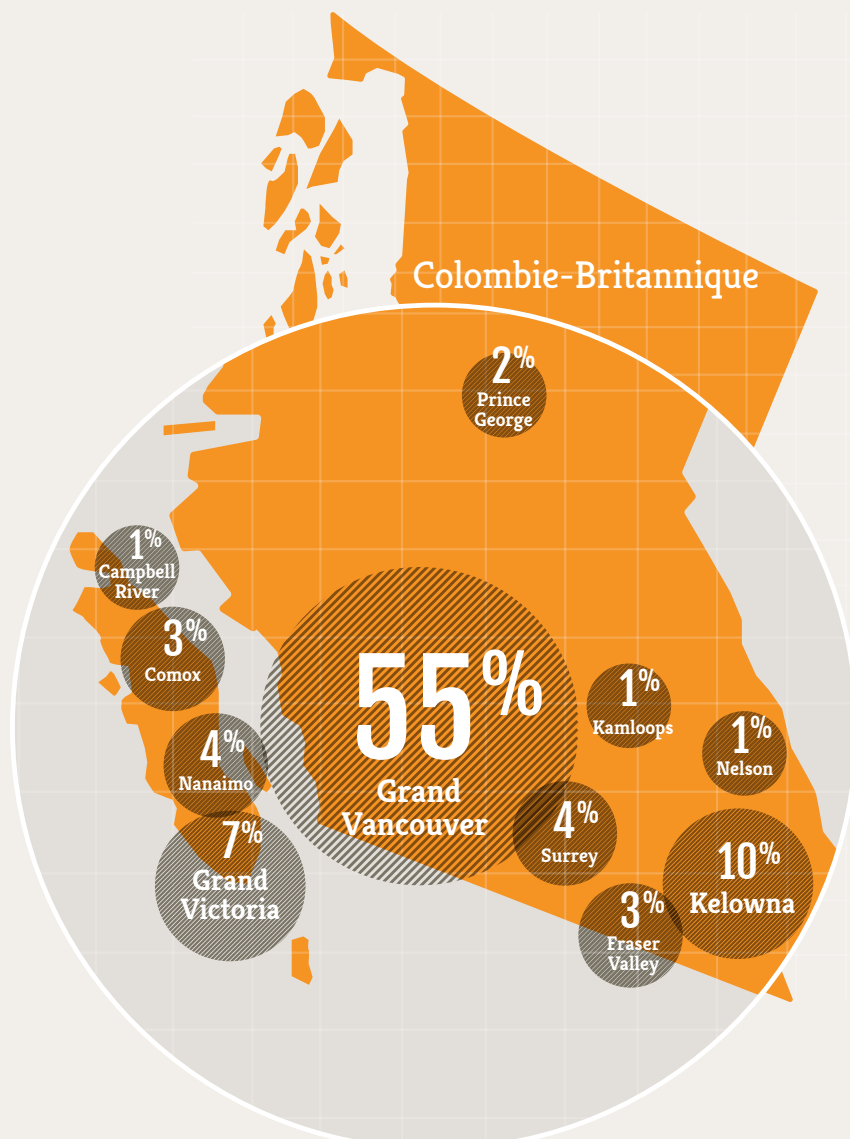 Colombie-Britannique
2%
Prince
George
1%
Campbell
River
3%
Comox
55%
Grand
Vancouver
1%
Kamloops
1%
Nelson
4%
Nanaimo
4%
Surrey
7%
Grand
Victoria
10%
Kelowna
3%
Fraser
Valley